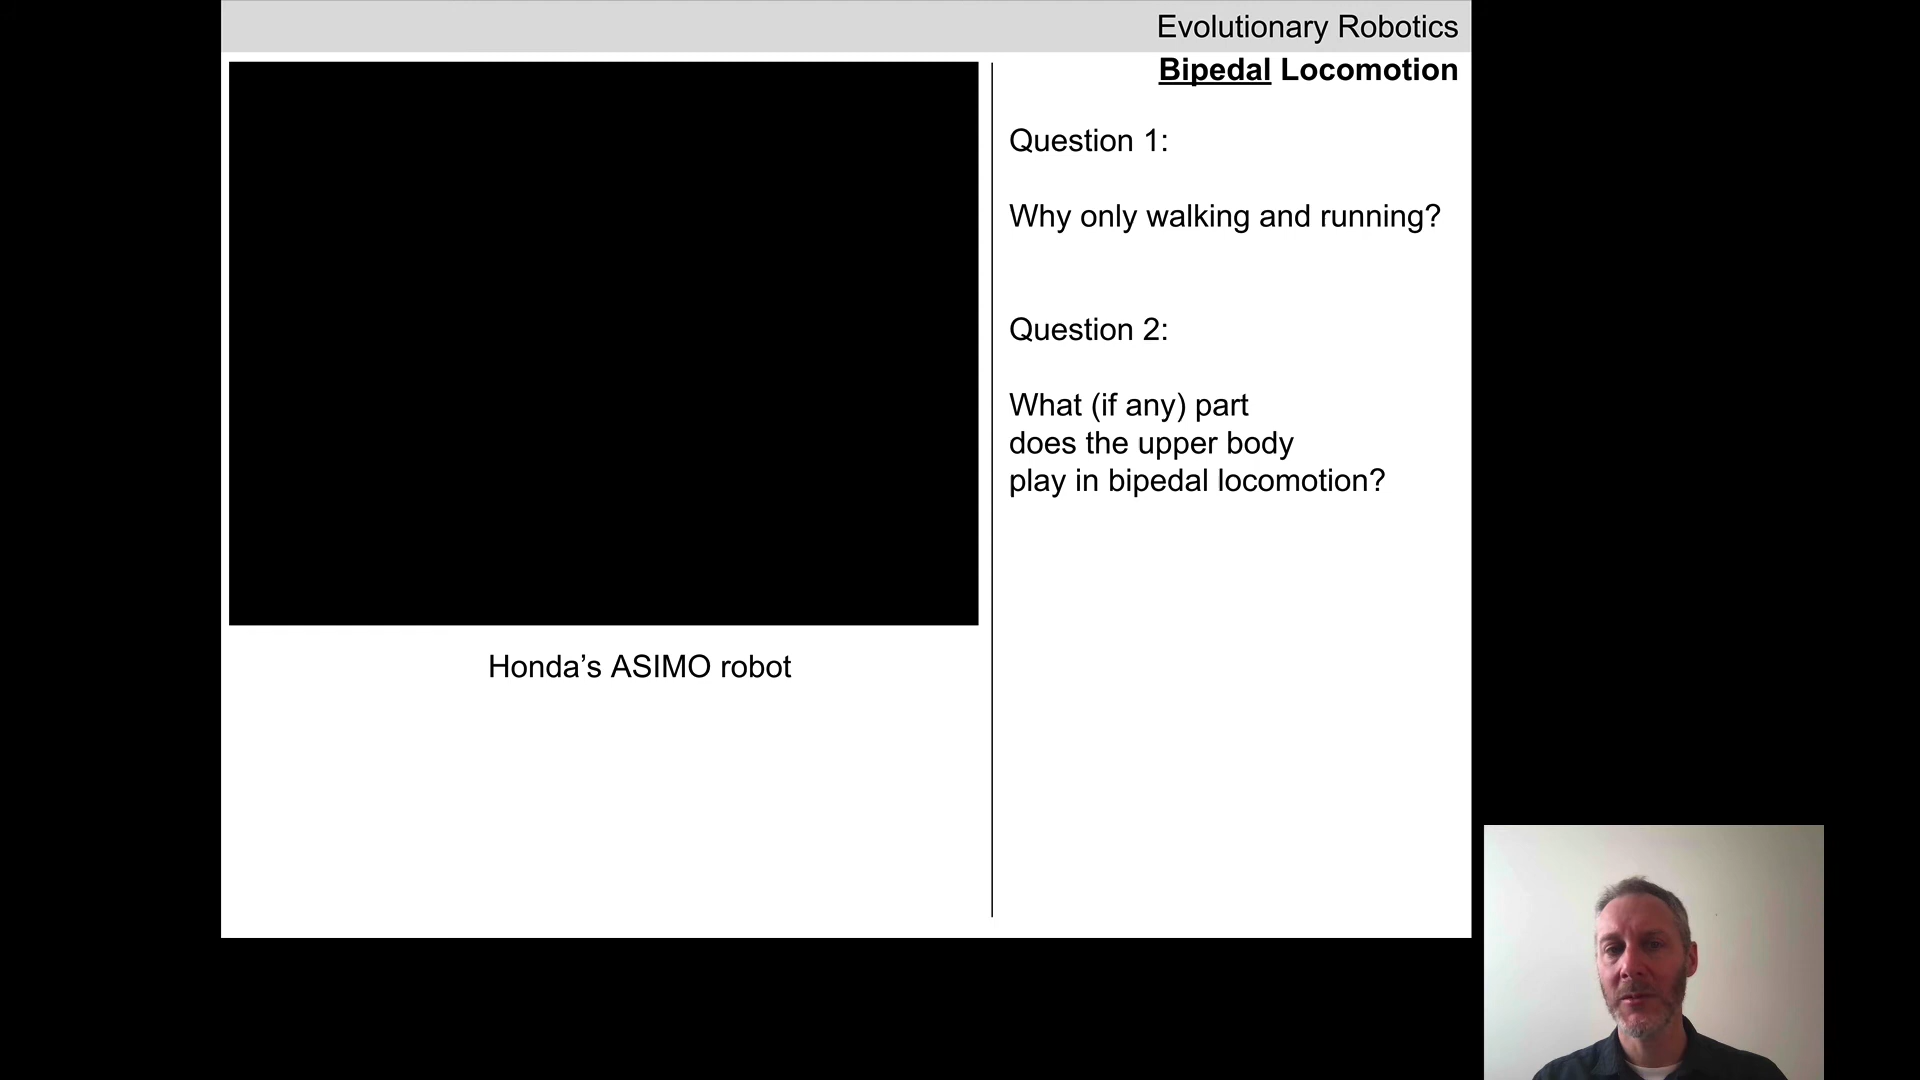 Evolutionary Robotics
Bipedal Locomotion
Question 1:
Why only walking and running?
Question 2:
What (if any) part
does the upper body
play in bipedal locomotion?
Honda’s ASIMO robot